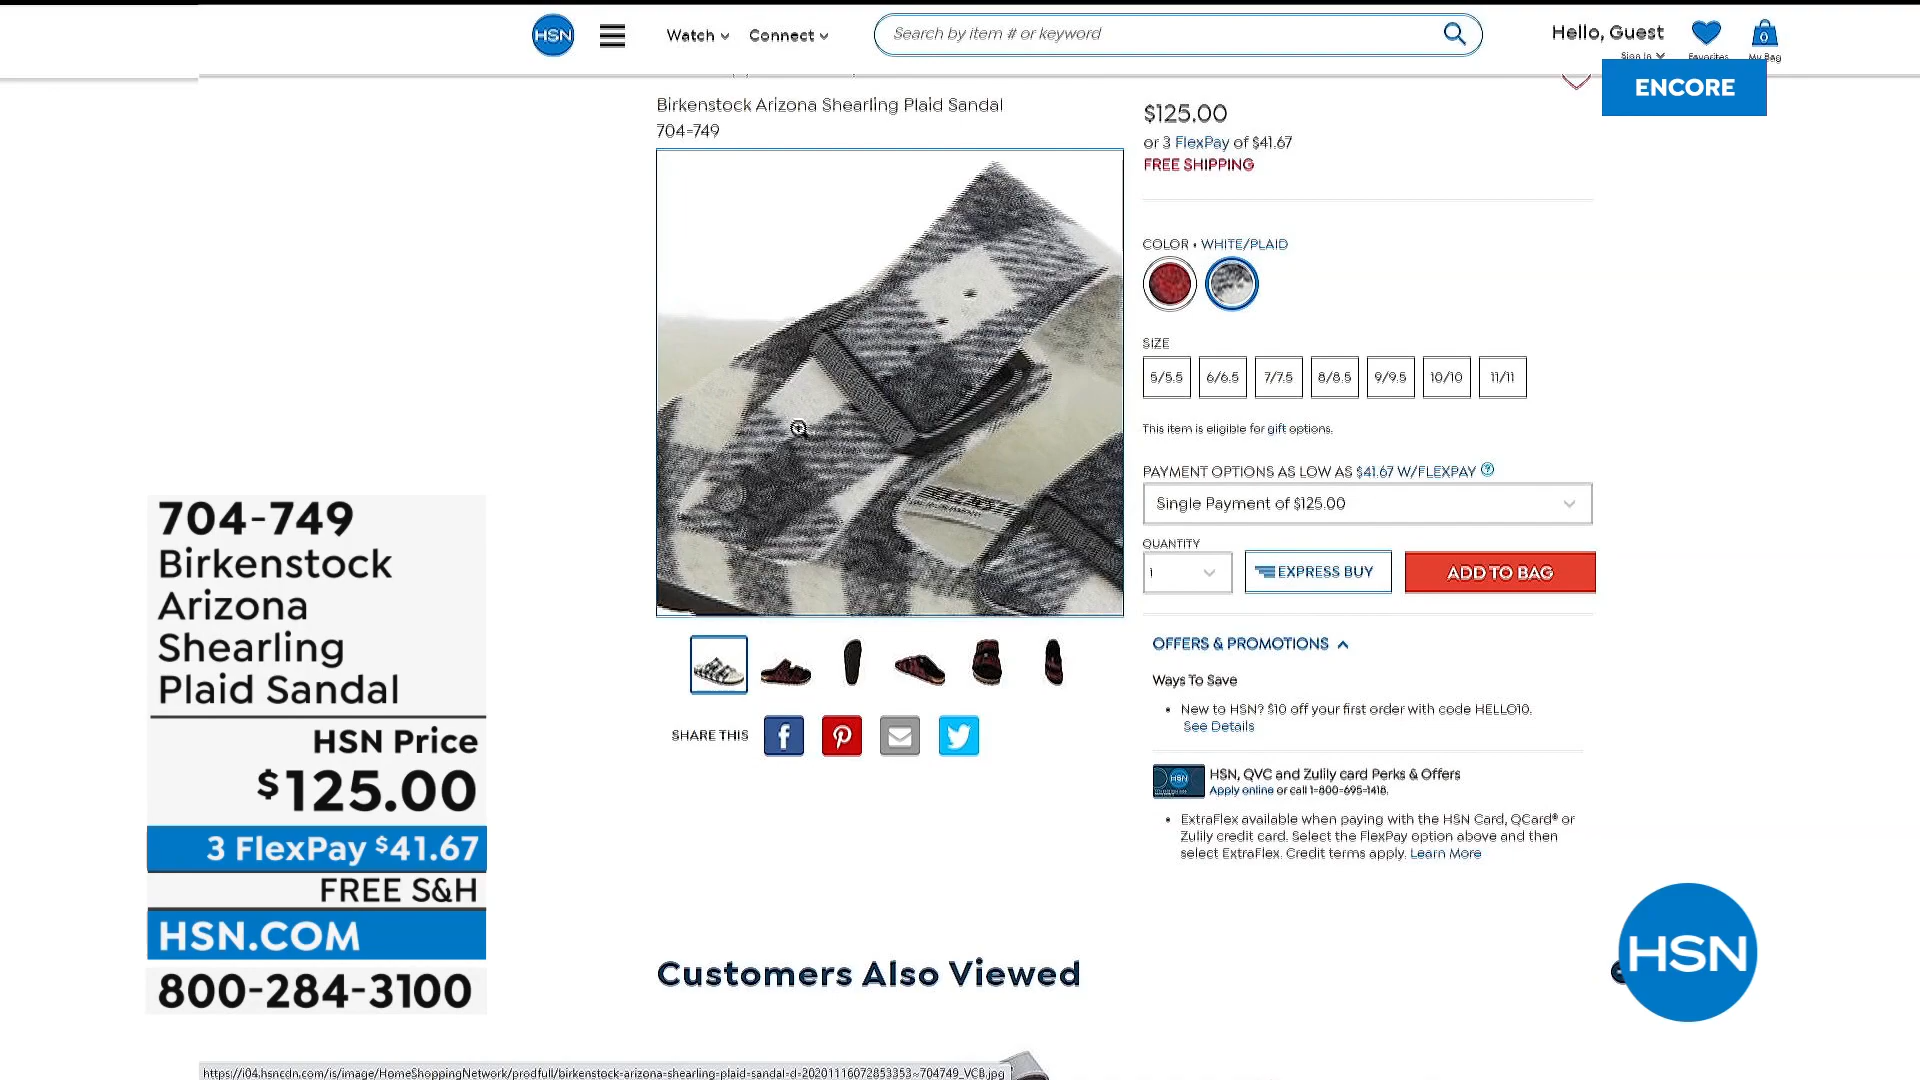 HSN
Watch
Connect
Search by item # or keyword
Hello, Guest
Sign In
Favorites
0
My Bag
ENCORE
Birkenstock Arizona Shearling Plaid Sandal
704-749
$125.00
or 3 FlexPay of $41.67
FREE SHIPPING
COLOR • WHITE/PLAID
SIZE
5/5.5
6/6.5
7/7.5
8/8.5
9/9.5
10/10
11/11
This item is eligible for gift options.
PAYMENT OPTIONS AS LOW AS $41.67 W/FLEXPAY ?
Single Payment of $125.00
QUANTITY
1
EXPRESS BUY
ADD TO BAG
OFFERS & PROMOTIONS
Ways To Save
• New to HSN? $10 off your first order with code HELLO10.
See Details
HSN
HSN, QVC and Zulily card Perks & Offers
Apply online or call 1-800-695-1418.
• ExtraFlex available when paying with the HSN Card, QCard® or
Zulily credit card. Select the FlexPay option above and then
select ExtraFlex. Credit terms apply. Learn More
SHARE THIS
704-749
Birkenstock
Arizona
Shearling
Plaid Sandal
HSN Price
$125.00
3 FlexPay $41.67
FREE S&H
HSN.COM
800-284-3100
Customers Also Viewed
HSN
https://i04.hsncdn.com/is/image/HomeShoppingNetwork/prodfull/birkenstock-arizona-shearling-plaid-sandal-d-20201116072853353~704749_VCB.jpg